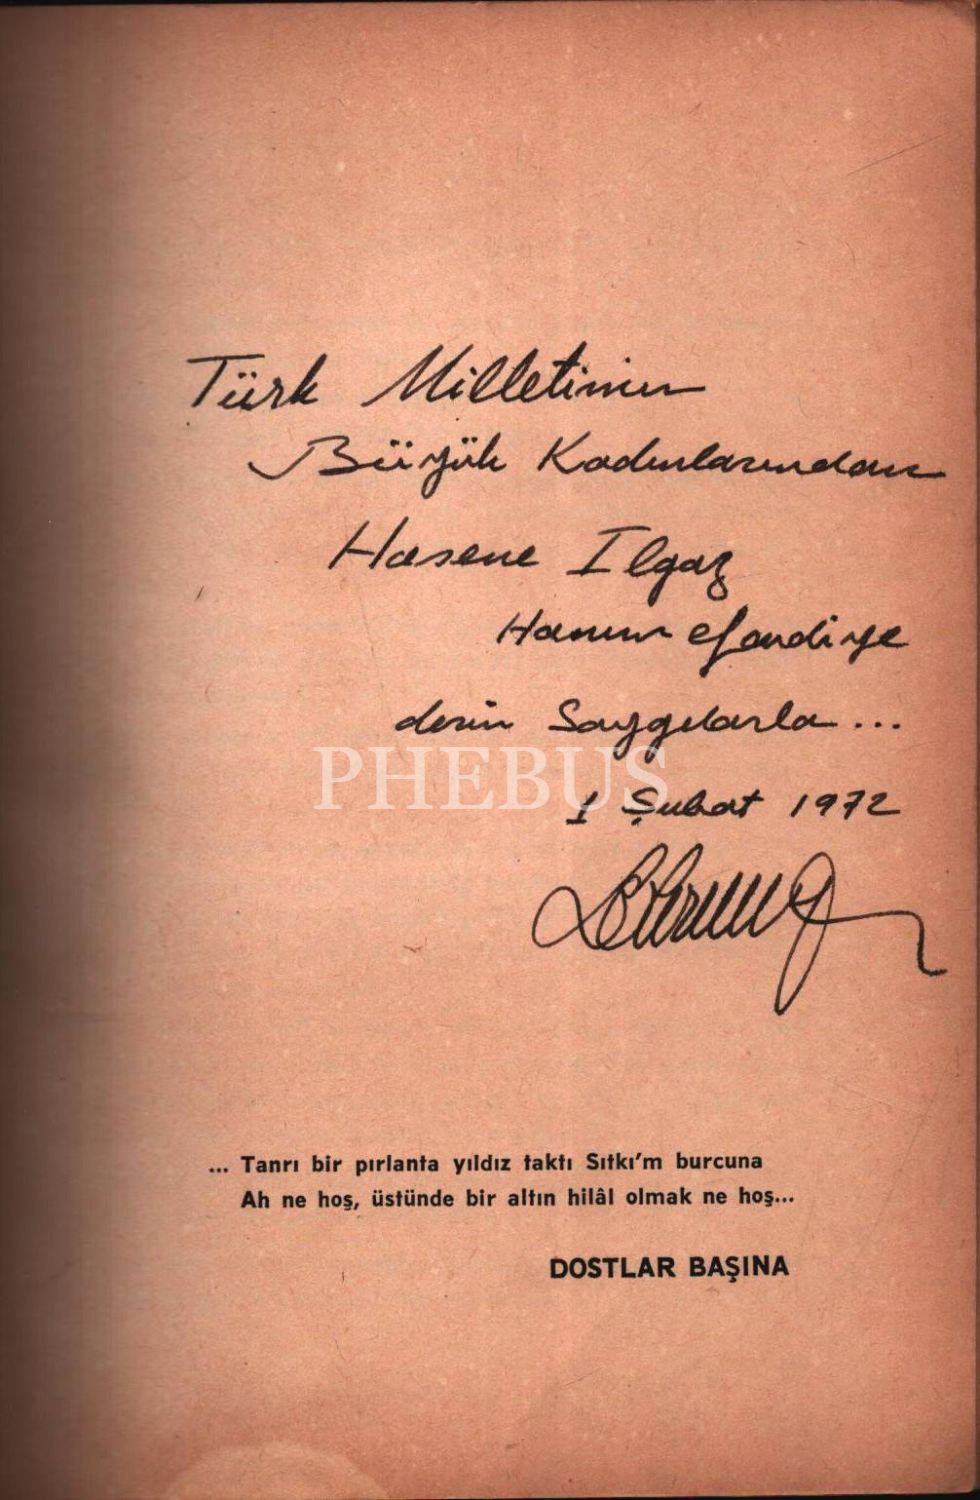 Türk Milletinin
Büyük Kadınlarından
Hasene Ilgaz
Hanımefendiye
derin Saygılarla...
PHEBUS
1 Şubat 1972
... Tanrı bir pırlanta yıldız taktı Sıtkı'm burcuna
Ah ne hoş, üstünde bir altın hilâl olmak ne hoş...
DOSTLAR BAŞINA